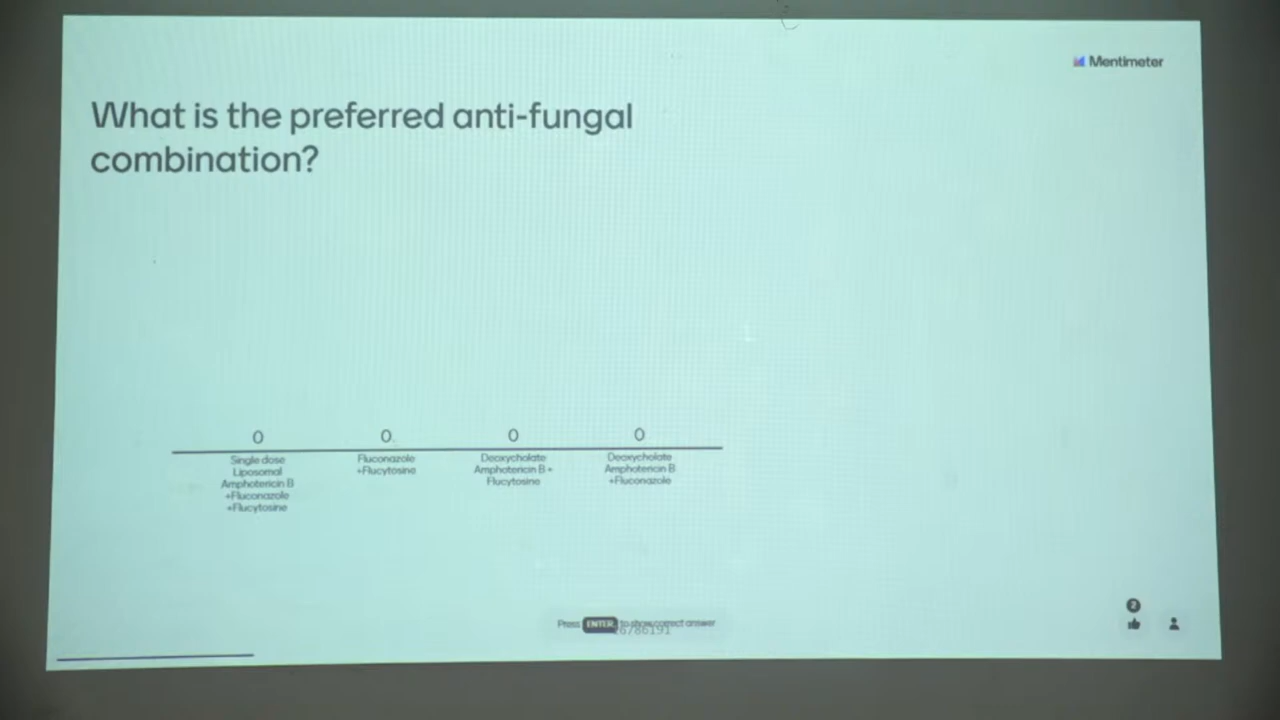 Mentimeter
What is the preferred anti-fungal
combination?
0
0
0
0
Single dose
Liposomal
Amphotericin B
+Fluconazole
+Flucytosine
Fluconazole
+Flucytosine
Deoxycholate
Amphotericin B +
Flucytosine
Deoxycholate
Amphotericin B
+Fluconazole
Press ENTER to show correct answer
2